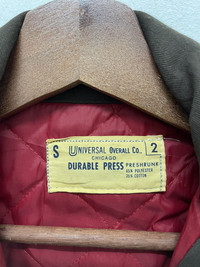 S UNIVERSAL OVERALL CO. 2
CHICAGO
DURABLE PRESS PRESHRUNK
65% POLYESTER
35% COTTON